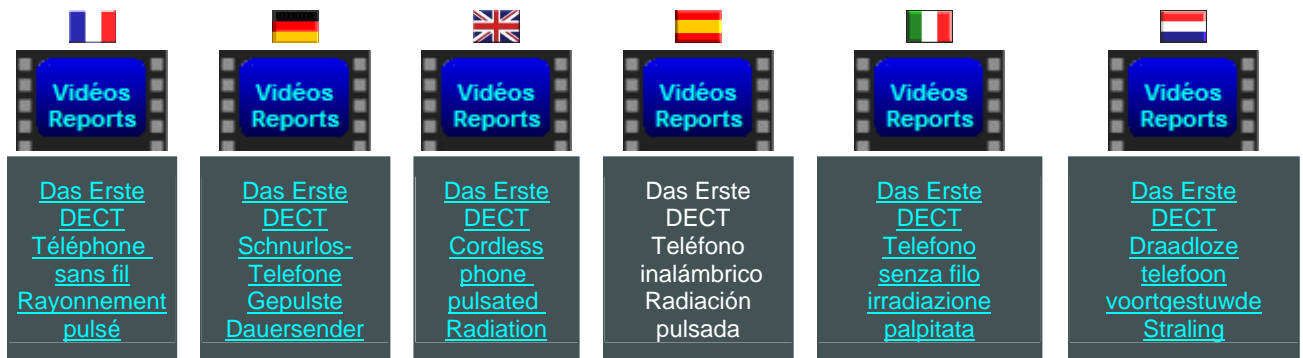 Vidéos
Reports
Vidéos
Reports
Vidéos
Reports
Vidéos
Reports
Vidéos
Reports
Vidéos
Reports
Das Erste
DECT
Téléphone
sans fil
Rayonnement
pulsé
Das Erste
DECT
Schnurlos-
Telefone
Gepulste
Dauersender
Das Erste
DECT
Cordless
phone
pulsated
Radiation
Das Erste
DECT
Teléfono
inalámbrico
Radiación
pulsada
Das Erste
DECT
Telefono
senza filo
irradiazione
palpitata
Das Erste
DECT
Draadloze
telefoon
voortgestuwde
Straling